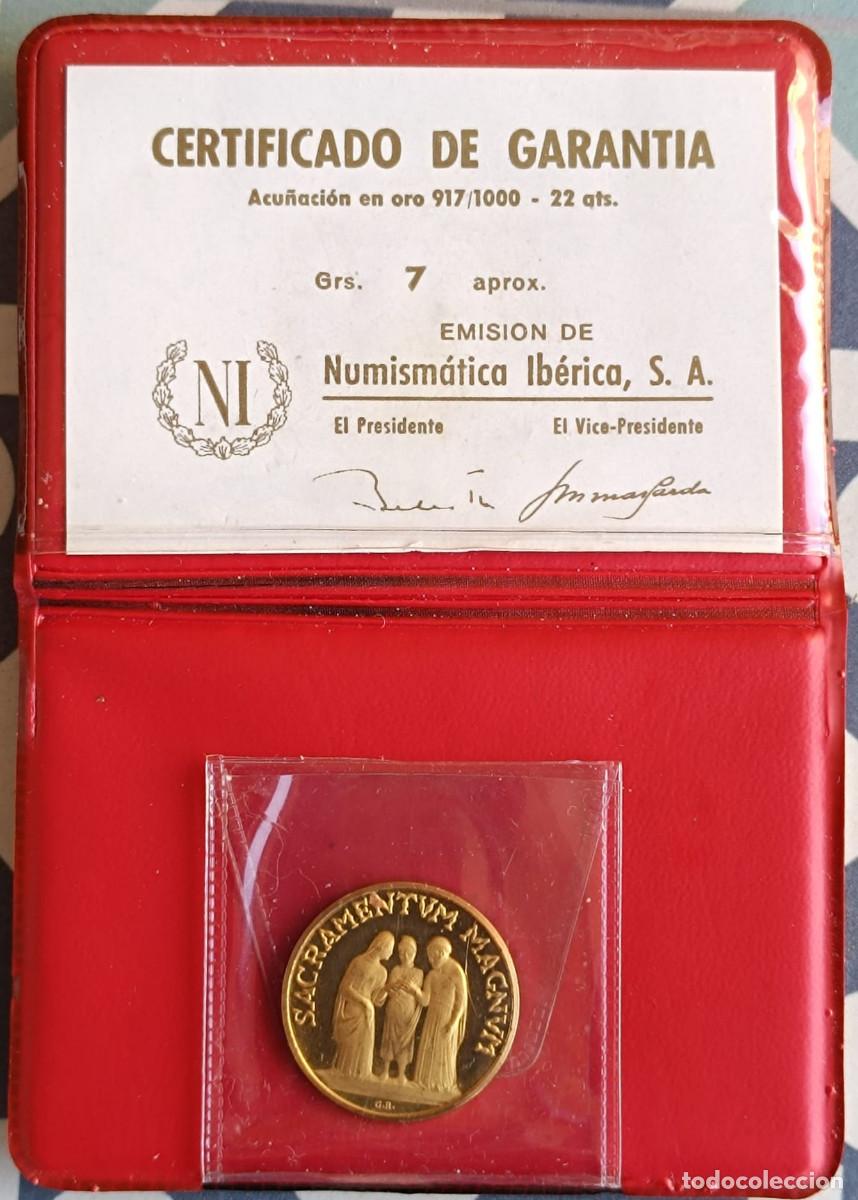 CERTIFICADO DE GARANTIA
Acuñación en oro 917/1000 - 22 qts.
Grs. 7 aprox.
EMISION DE
NI
Numismática Ibérica, S. A.
El Presidente El Vice-Presidente
SACRAMENTVM MAGNVM
G.R.
todocoleccion